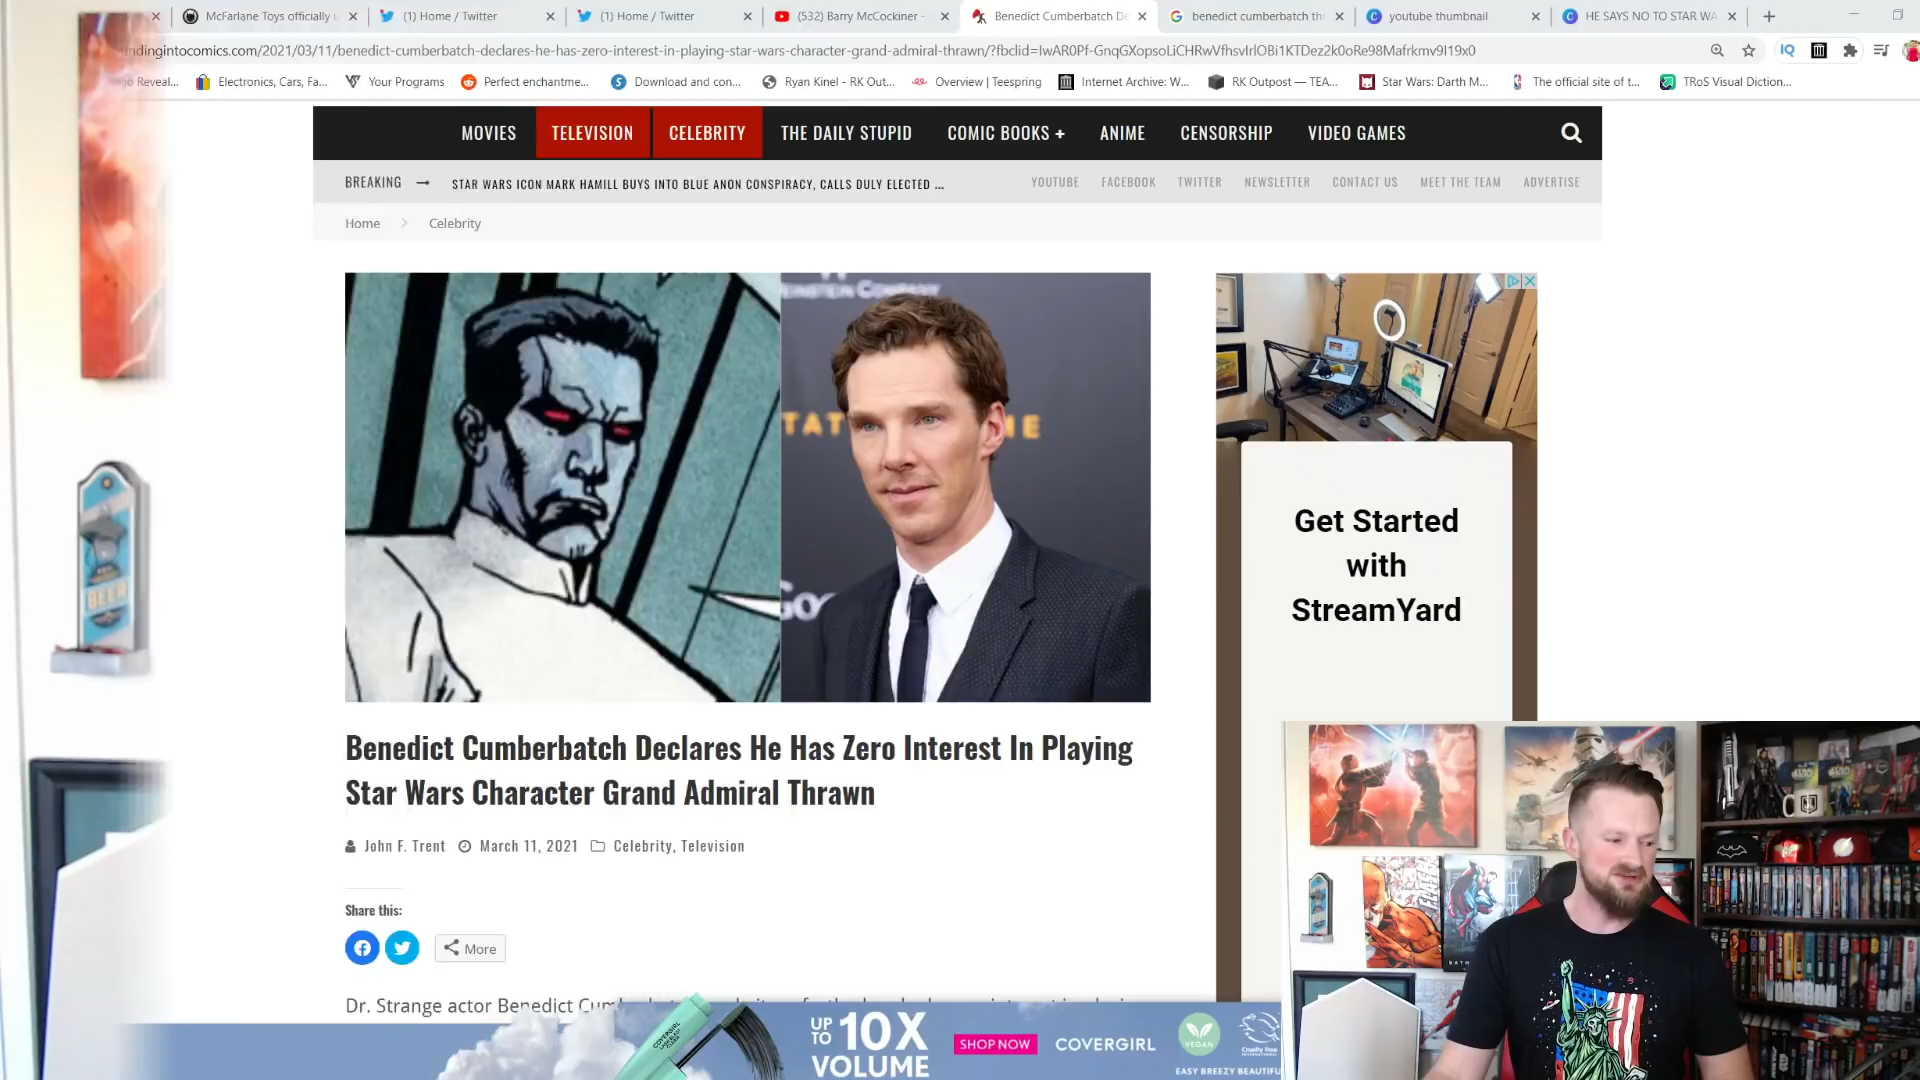 McFarlane Toys officially u
(1) Home / Twitter
(1) Home / Twitter
(532) Barry McCockiner -
Benedict Cumberbatch De
benedict cumberbatch thr
youtube thumbnail
HE SAYS NO TO STAR WA
ndingintocomics.com/2021/03/11/benedict-cumberbatch-declares-he-has-zero-interest-in-playing-star-wars-character-grand-admiral-thrawn/?fbclid=IwAR0Pf-GnqGXopsoLiCHRwVfhsvIrlOBi1KTDez2k0oRe98Mafrkmv9I19x0
IQ
Reveal...
Electronics, Cars, Fa...
Your Programs
Perfect enchantme...
Download and con...
Ryan Kinel - RK Out...
Overview | Teespring
Internet Archive: W...
RK Outpost — TEA...
Star Wars: Darth M...
The official site of t...
TRoS Visual Diction...
MOVIES
TELEVISION
CELEBRITY
THE DAILY STUPID
COMIC BOOKS +
ANIME
CENSORSHIP
VIDEO GAMES
BREAKING → STAR WARS ICON MARK HAMILL BUYS INTO BLUE ANON CONSPIRACY, CALLS DULY ELECTED ...
YOUTUBE
FACEBOOK
TWITTER
NEWSLETTER
CONTACT US
MEET THE TEAM
ADVERTISE
Home
Celebrity
Get Started
with
StreamYard
BEER
Benedict Cumberbatch Declares He Has Zero Interest In Playing
Star Wars Character Grand Admiral Thrawn
John F. Trent
March 11, 2021
Celebrity, Television
Share this:
More
Dr. Strange actor Benedict
COVERGIRL
UP TO 10X
VOLUME
SHOP NOW
COVERGIRL
VEGAN
EASY BREEZY BEAUTIFUL